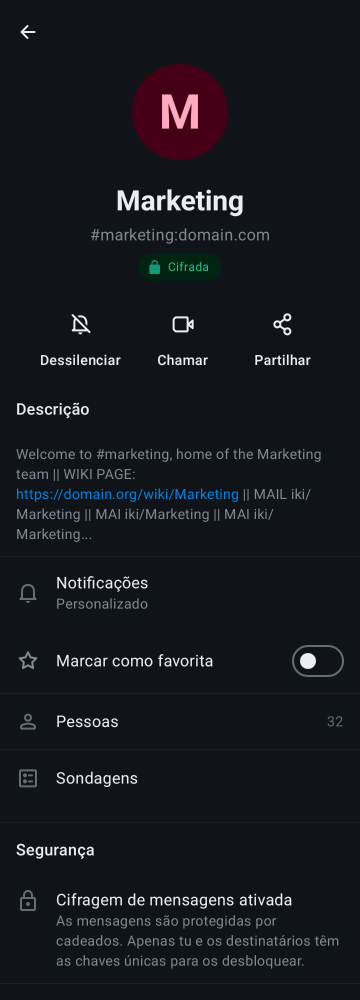 M
Marketing
#marketing:domain.com
Cifrada
Dessilenciar
Chamar
Partilhar
Descrição
Welcome to #marketing, home of the Marketing
team || WIKI PAGE:
https://domain.org/wiki/Marketing || MAIL iki/
Marketing || MAI iki/Marketing || MAI iki/
Marketing...
Notificações
Personalizado
Marcar como favorita
Pessoas 32
Sondagens
Segurança
Cifragem de mensagens ativada
As mensagens são protegidas por
cadeados. Apenas tu e os destinatários têm
as chaves únicas para os desbloquear.